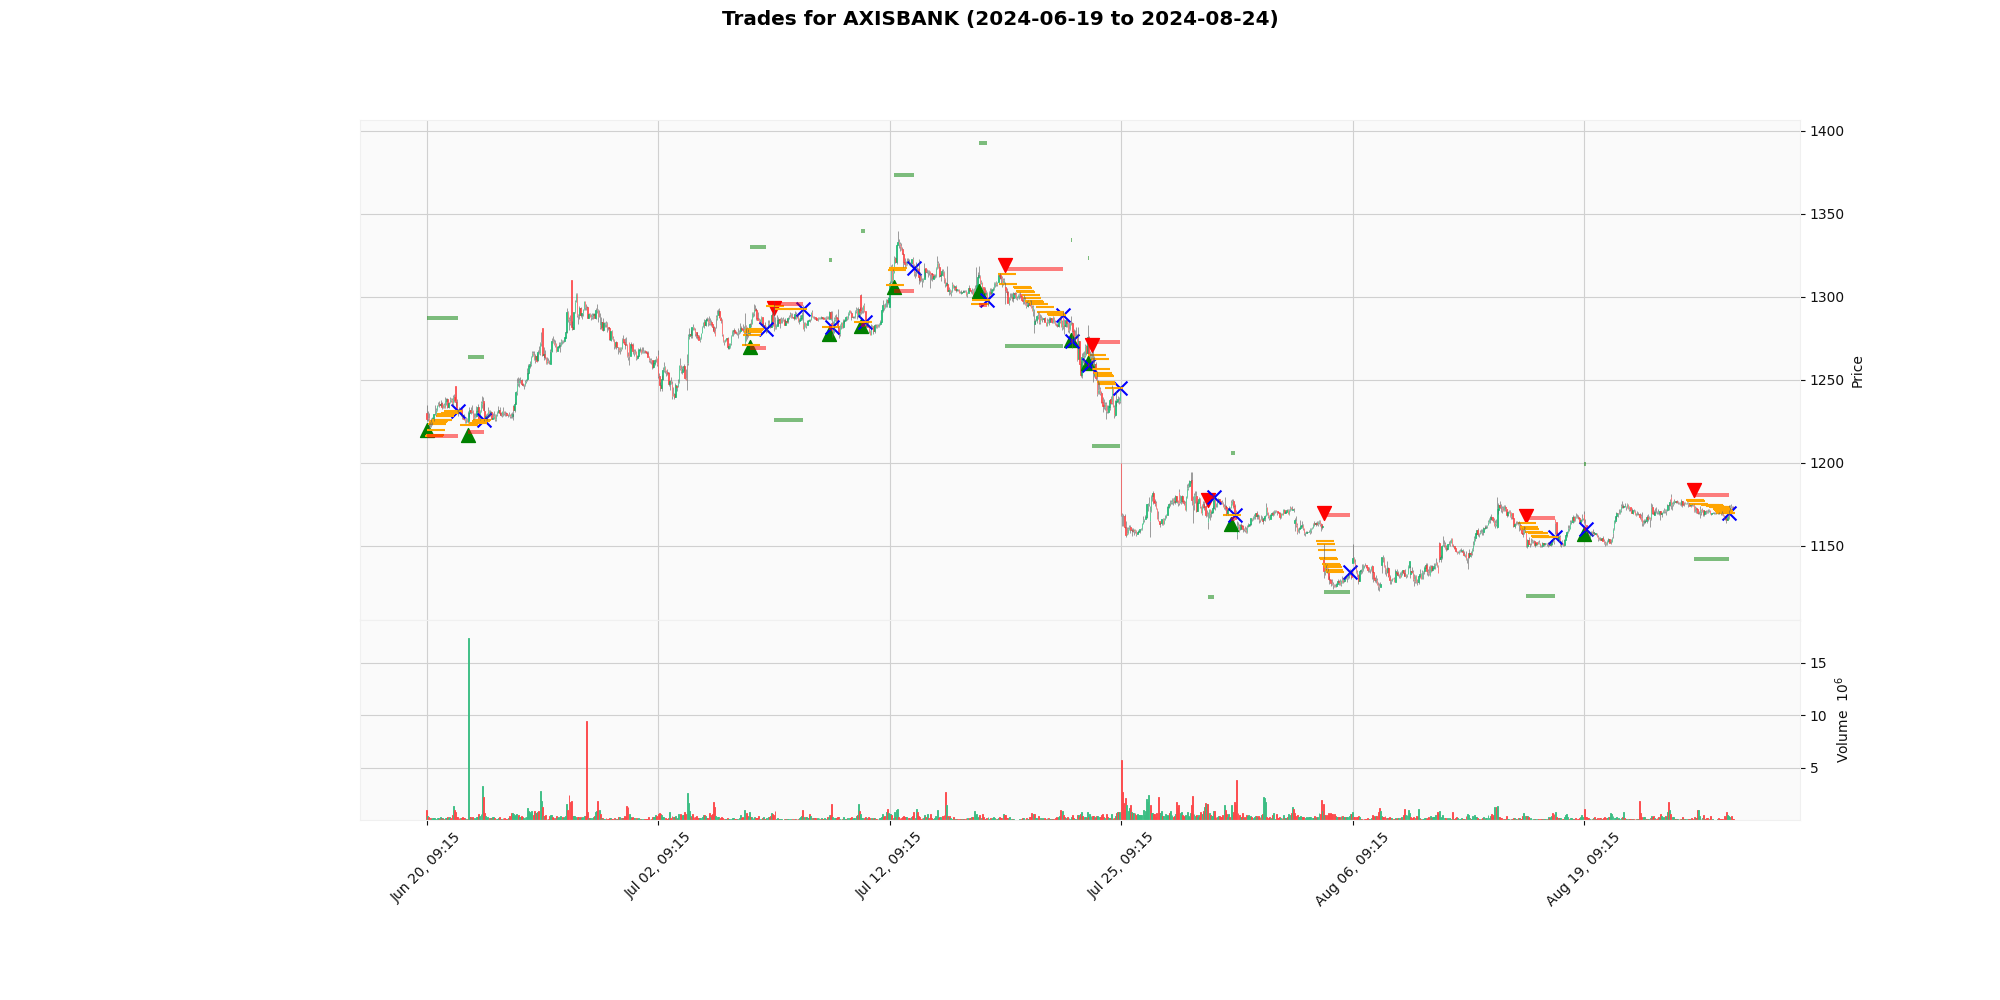 Trades for AXISBANK (2024-06-19 to 2024-08-24)
1400
1350
1300
1250
1200
1150
Price
15
10
5
Volume 10^6
Jun 20, 09:15
Jul 02, 09:15
Jul 12, 09:15
Jul 25, 09:15
Aug 06, 09:15
Aug 19, 09:15